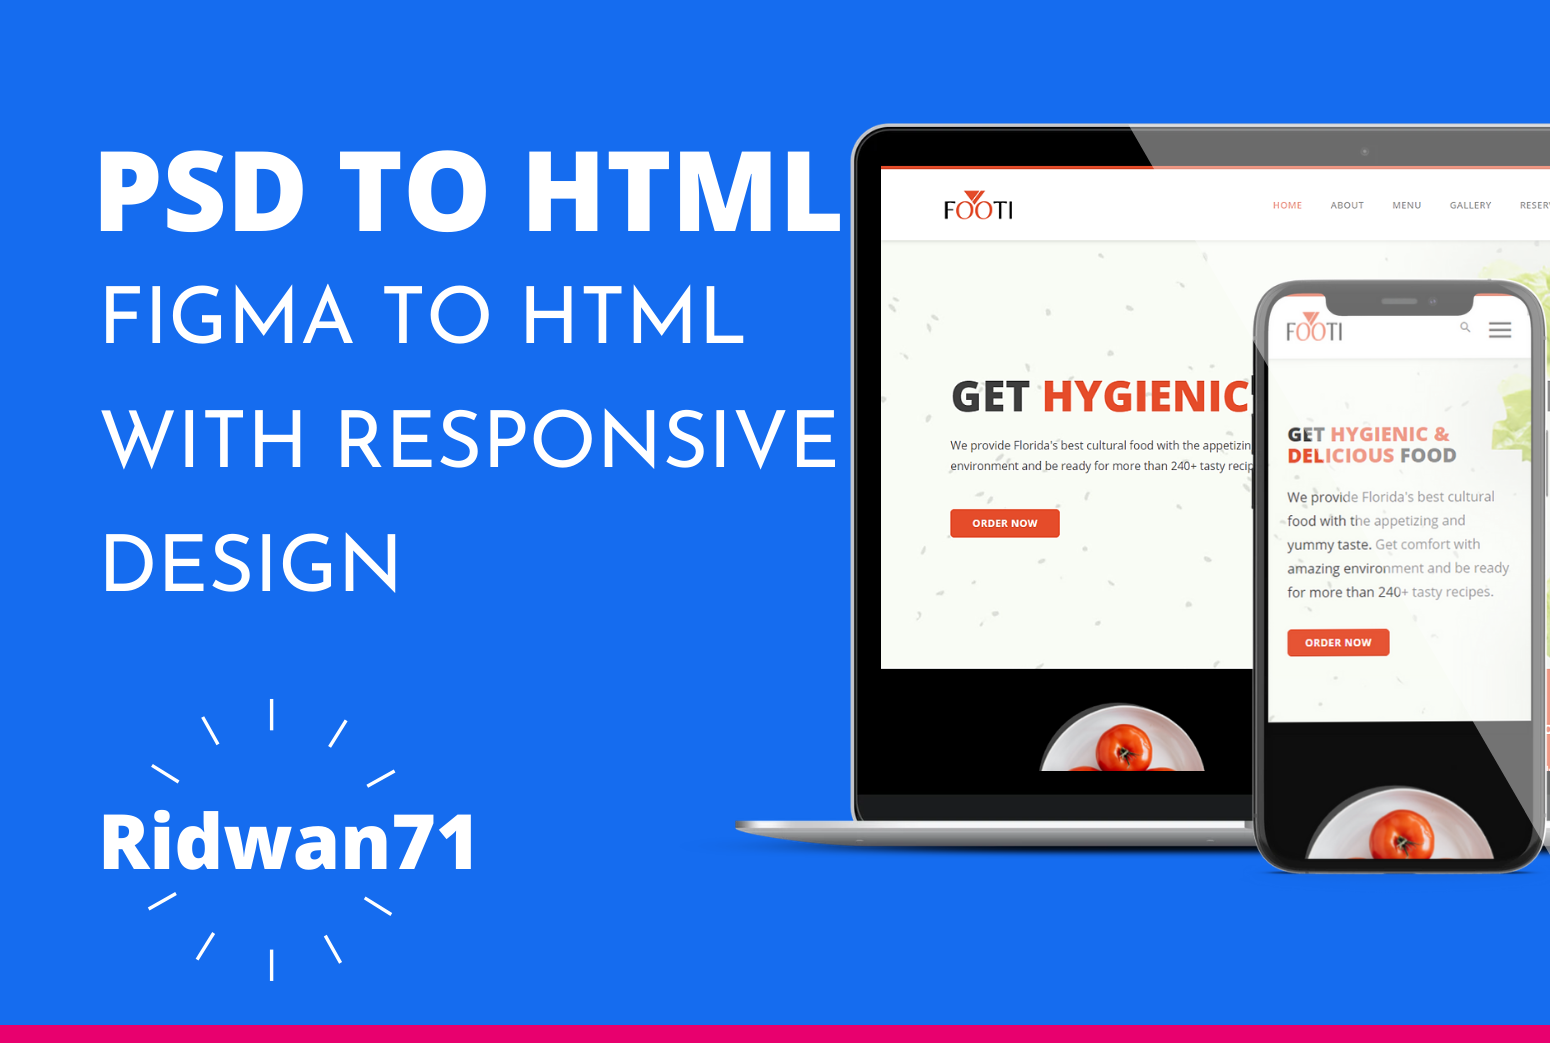 PSD TO HTML
FIGMA TO HTML
WITH RESPONSIVE
DESIGN
Ridwan71
FOOTI
HOME ABOUT MENU GALLERY
GET HYGIENIC
We provide Florida's best cultural food with the
environment and be ready for more than 240+ tasty
ORDER NOW
FOOTI
GET HYGIENIC &
DELICIOUS FOOD
We provide Florida's best cultural
food with the appetizing and
yummy taste. Get comfort with
amazing environment and be ready
for more than 240+ tasty recipes.
ORDER NOW